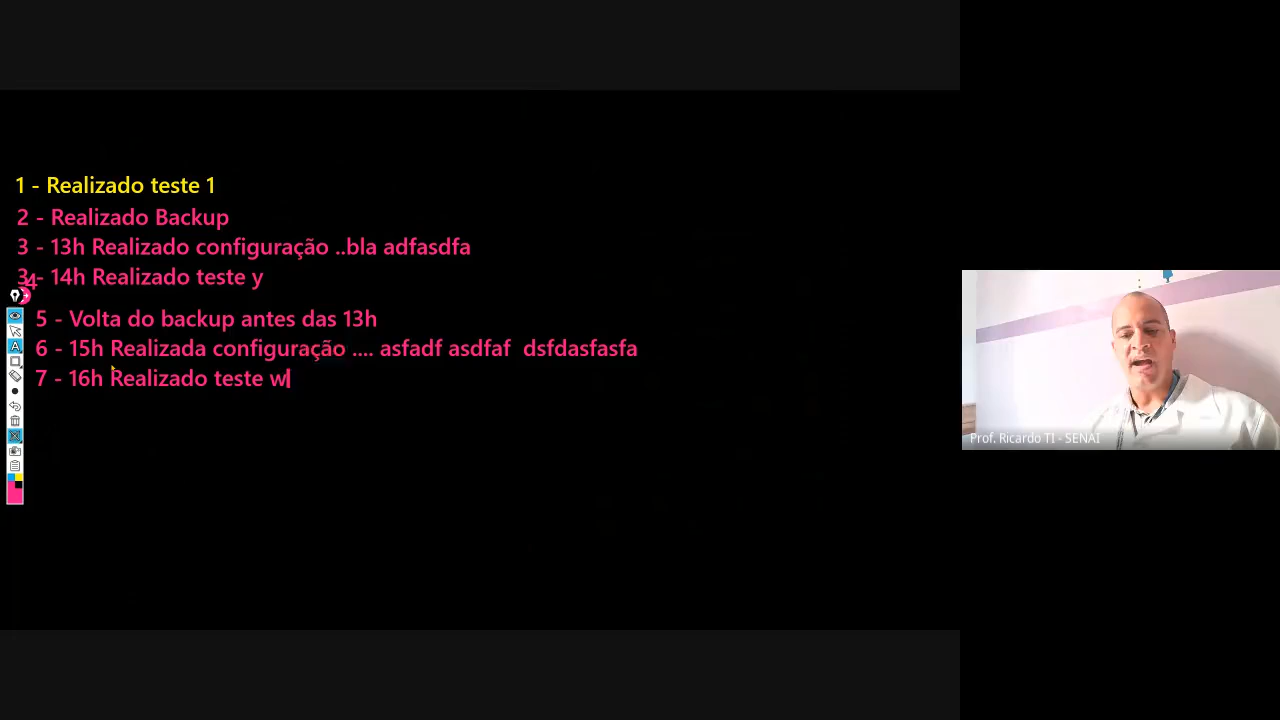 1 - Realizado teste 1
2 - Realizado Backup
3 - 13h Realizado configuração ..bla adfasdfa
3 - 14h Realizado teste y
4
5 - Volta do backup antes das 13h
6 - 15h Realizada configuração .... asfadf asdfaf dsfdasfasfa
7 - 16h Realizado teste w
A
Prof. Ricardo TI - SENAI